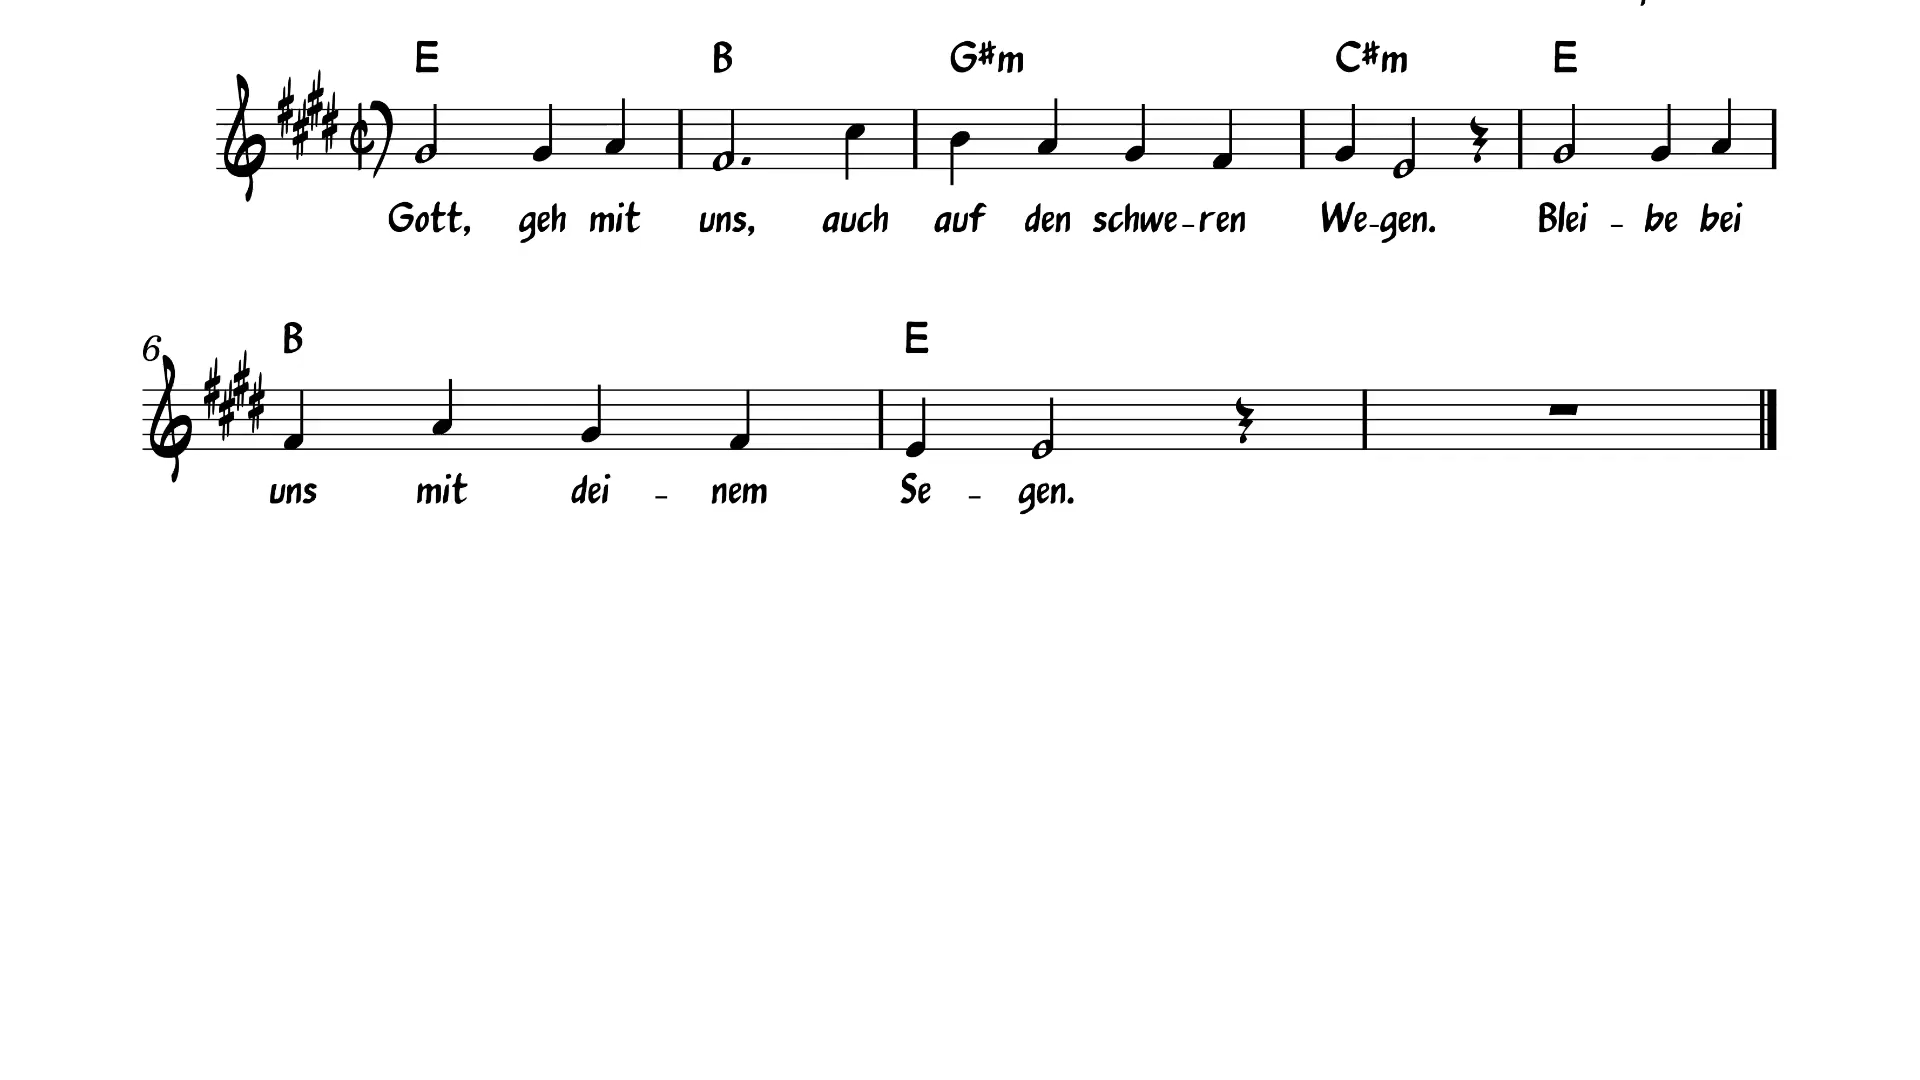 E B G#m C#m E
Gott, geh mit uns, auch auf den schwe-ren We-gen. Blei - be bei
6 B E
uns mit dei - nem Se - gen.